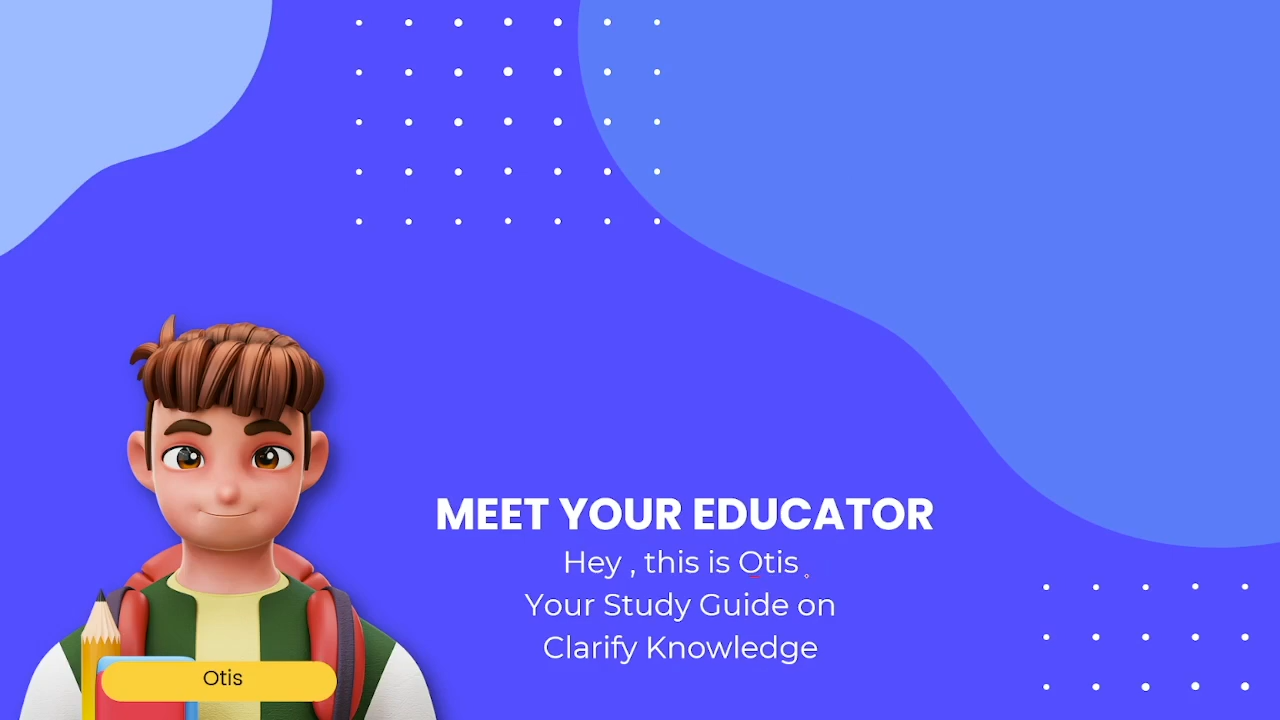 MEET YOUR EDUCATOR
Hey , this is Otis 。
Your Study Guide on
Clarify Knowledge
Otis